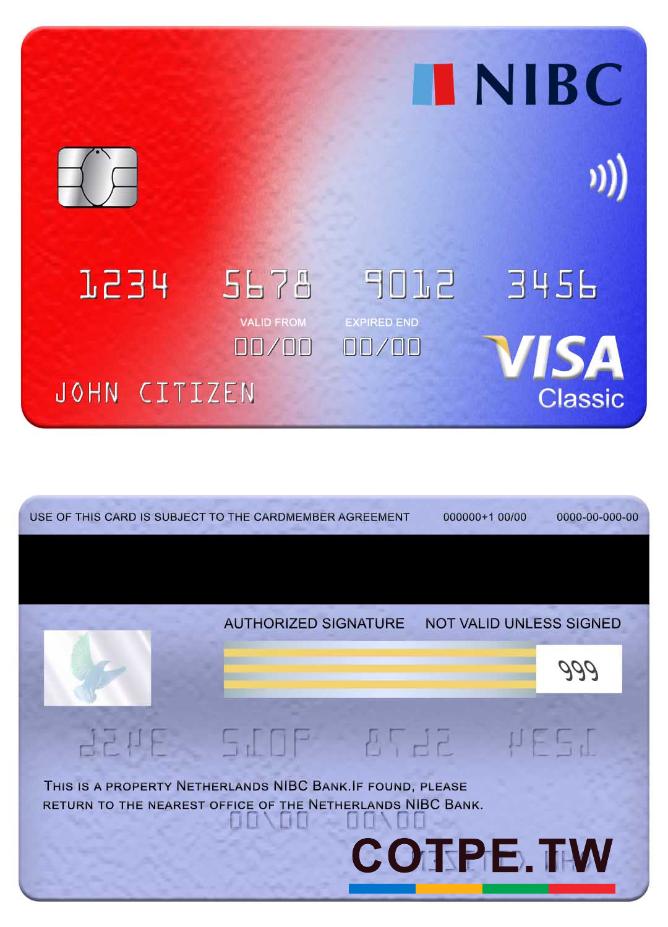 NIBC
1234 5678 9012 3456
VALID FROM EXPIRED END
00/00 00/00
VISA
JOHN CITIZEN
Classic
USE OF THIS CARD IS SUBJECT TO THE CARDMEMBER AGREEMENT 000000+1 00/00 0000-00-000-00
AUTHORIZED SIGNATURE NOT VALID UNLESS SIGNED
999
THIS IS A PROPERTY NETHERLANDS NIBC BANK.IF FOUND, PLEASE
RETURN TO THE NEAREST OFFICE OF THE NETHERLANDS NIBC BANK.
COTPE.TW